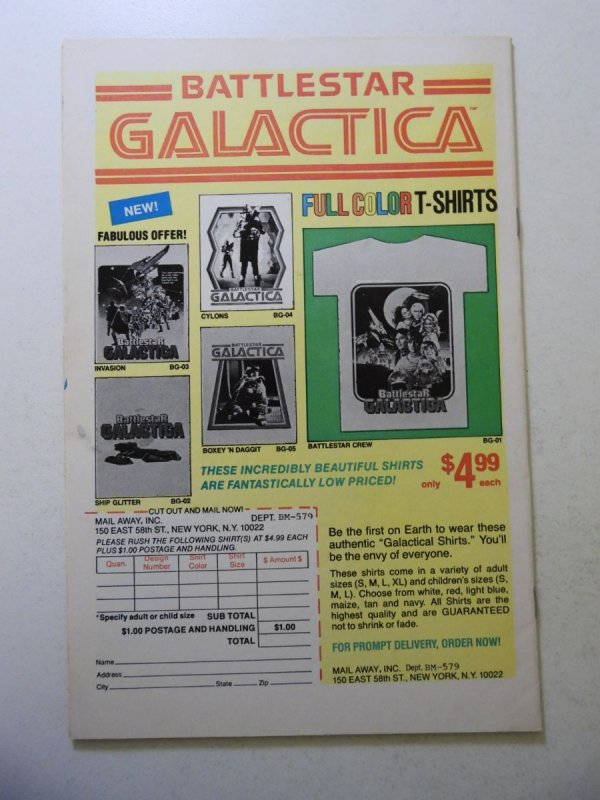 BATTLESTAR
GALACTICA™
NEW!
FABULOUS OFFER!
FULL COLOR T-SHIRTS
BATTLESTAR
GALACTICA
CYLONS BG-04
BattlestaR
GALACTICA
INVASION BG-03
BATTLESTAR
GALACTICA
BOXEY 'N DAGGIT BG-05
BattlestaR
GALACTICA
SHIP GLITTER BG-02
BattlestaR
GALACTICA
BATTLESTAR CREW BG-01
THESE INCREDIBLY BEAUTIFUL SHIRTS
ARE FANTASTICALLY LOW PRICED!
only $4.99 each
CUT OUT AND MAIL NOW!
MAIL AWAY, INC. DEPT. BM-579
150 EAST 58th ST., NEW YORK, N.Y. 10022
PLEASE RUSH THE FOLLOWING SHIRT(S) AT $4.99 EACH
PLUS $1.00 POSTAGE AND HANDLING.
Quan. Design Number Shirt Color Shirt Size $ Amount $
*Specify adult or child size SUB TOTAL
$1.00 POSTAGE AND HANDLING $1.00
TOTAL
Name
Address
City State Zip
Be the first on Earth to wear these
authentic "Galactical Shirts." You'll
be the envy of everyone.
These shirts come in a variety of adult
sizes (S, M, L, XL) and children's sizes (S,
M, L). Choose from white, red, light blue,
maize, tan and navy. All Shirts are the
highest quality and are GUARANTEED
not to shrink or fade.
FOR PROMPT DELIVERY, ORDER NOW!
MAIL AWAY, INC. Dept. BM-579
150 EAST 58th ST., NEW YORK, N.Y. 10022